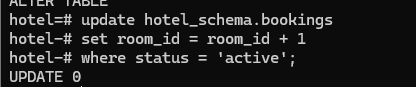 ALTER TABLE
hotel=# update hotel_schema.bookings
hotel-# set room_id = room_id + 1
hotel-# where status = 'active';
UPDATE 0